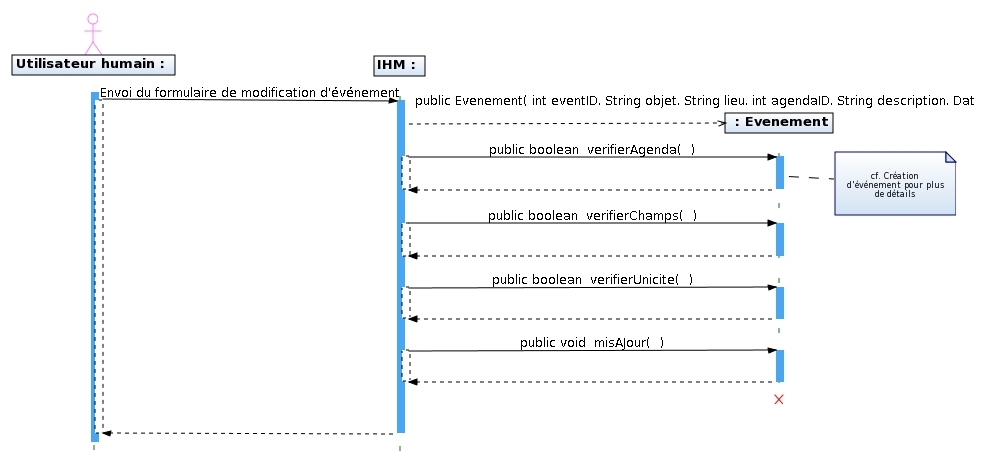 Utilisateur humain :
IHM :
Envoi du formulaire de modification d'événement
public Evenement( int eventID. String objet. String lieu. int agendaID. String description. Dat
: Evenement
public boolean verifierAgenda( )
cf. Création
d'événement pour plus
de détails
public boolean verifierChamps( )
public boolean verifierUnicite( )
public void misAJour( )